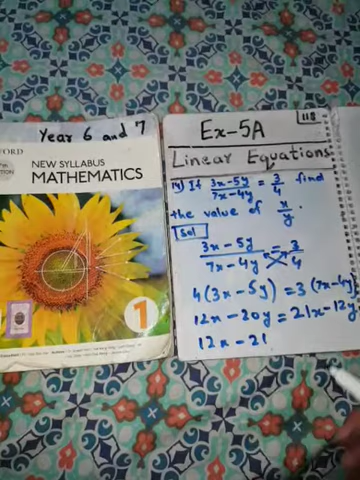 Year 6 and 7
NEW SYLLABUS
MATHEMATICS
1
118
Ex-5A
Linear Equations
14) If 3x-5y/7x-4y = 3/4 find
the value of x/y.
Sol
3x-5y/7x-4y = 3/4
4(3x-5y) = 3(7x-4y)
12x-20y = 21x-12y
12x-21